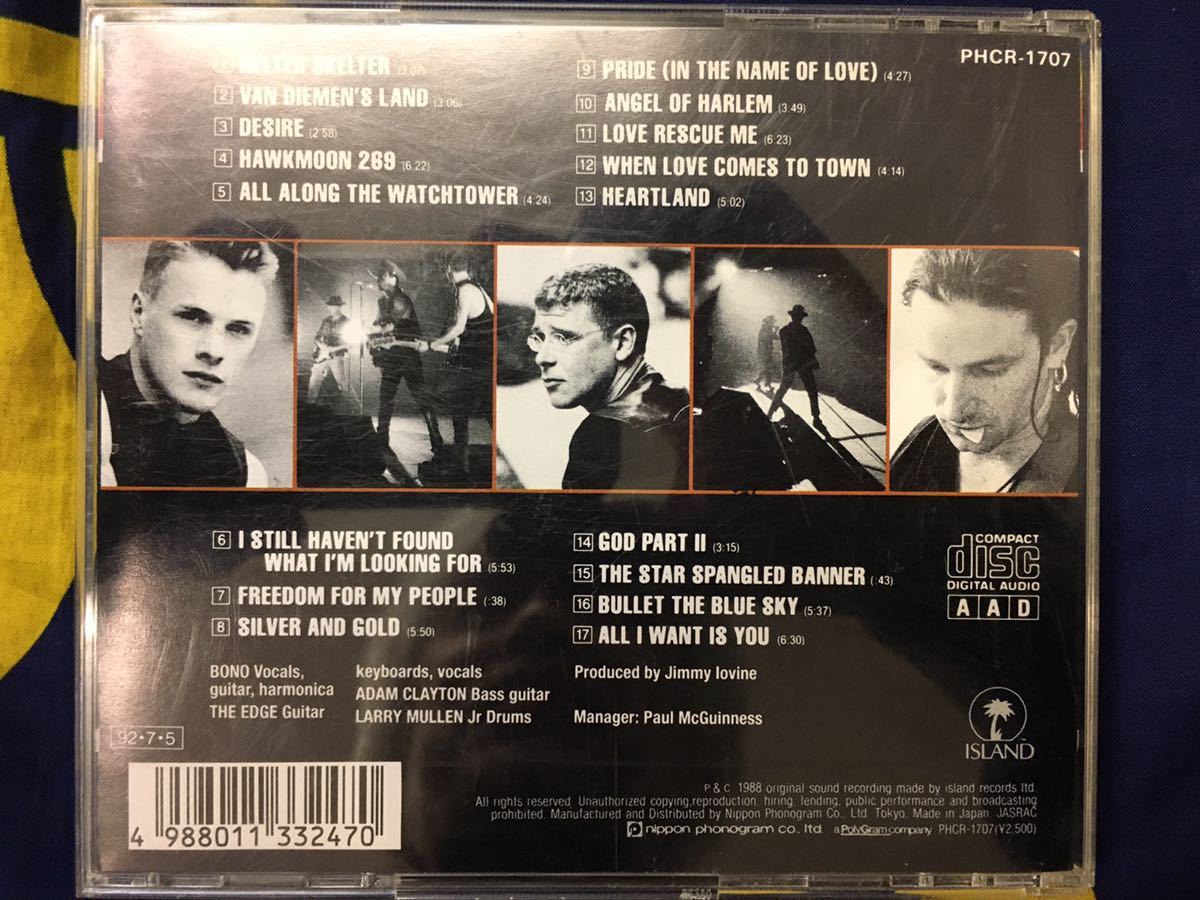 SKELTER (3:07)
2 VAN DIEMEN'S LAND (3:06)
3 DESIRE (2:58)
4 HAWKMOON 269 (6:22)
5 ALL ALONG THE WATCHTOWER (4:24)
9 PRIDE (IN THE NAME OF LOVE) (4:27)
10 ANGEL OF HARLEM (3:49)
11 LOVE RESCUE ME (6:23)
12 WHEN LOVE COMES TO TOWN (4:14)
13 HEARTLAND (5:02)
PHCR-1707
6 I STILL HAVEN'T FOUND
WHAT I'M LOOKING FOR (5:53)
7 FREEDOM FOR MY PEOPLE (:38)
8 SILVER AND GOLD (5:50)
14 GOD PART II (3:15)
15 THE STAR SPANGLED BANNER (:43)
16 BULLET THE BLUE SKY (5:37)
17 ALL I WANT IS YOU (6:30)
COMPACT
disc
DIGITAL AUDIO
A A D
BONO Vocals,
guitar, harmonica
THE EDGE Guitar
keyboards, vocals
ADAM CLAYTON Bass guitar
LARRY MULLEN Jr Drums
Produced by Jimmy Iovine
Manager: Paul McGuinness
ISLAND
92•7•5
4 988011 332470
P & C 1988 original sound recording made by island records ltd.
All rights reserved. Unauthorized copying, reproduction, hiring, lending, public performance and broadcasting
prohibited. Manufactured and Distributed by Nippon Phonogram Co., Ltd. Tokyo. Made in Japan. JASRAC
nippon phonogram co., ltd. a PolyGram company PHCR-1707(¥2,500)